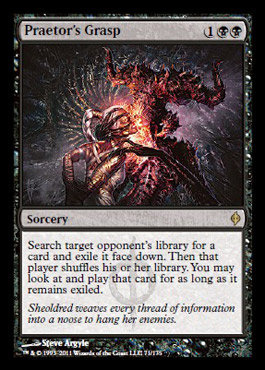 Praetor's Grasp 1
Sorcery
Search target opponent's library for a
card and exile it face down. Then that
player shuffles his or her library. You may
look at and play that card for as long as it
remains exiled.
Sheoldred weaves every thread of information
into a noose to hang her enemies.
Steve Argyle
™ & © 1993–2011 Wizards of the Coast LLC 71/175